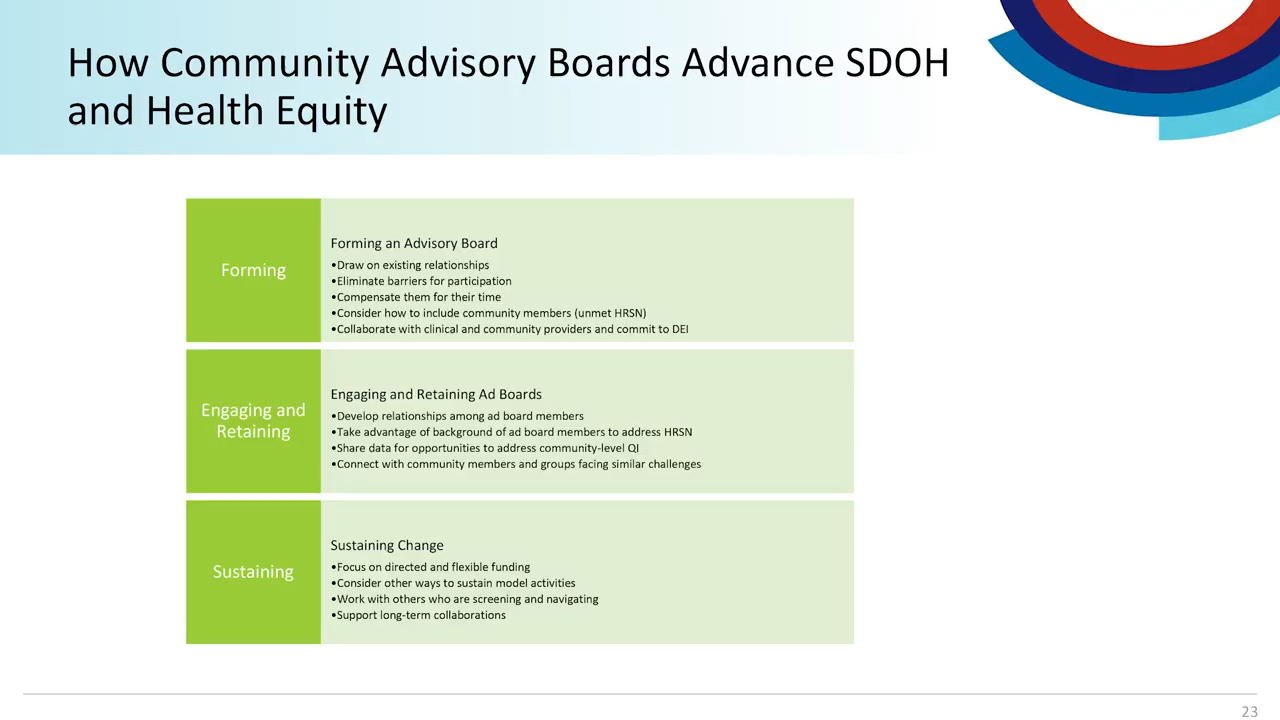 How Community Advisory Boards Advance SDOH
and Health Equity
Forming
Forming an Advisory Board
•Draw on existing relationships
•Eliminate barriers for participation
•Compensate them for their time
•Consider how to include community members (unmet HRSN)
•Collaborate with clinical and community providers and commit to DEI
Engaging and
Retaining
Engaging and Retaining Ad Boards
•Develop relationships among ad board members
•Take advantage of background of ad board members to address HRSN
•Share data for opportunities to address community-level QI
•Connect with community members and groups facing similar challenges
Sustaining
Sustaining Change
•Focus on directed and flexible funding
•Consider other ways to sustain model activities
•Work with others who are screening and navigating
•Support long-term collaborations
23